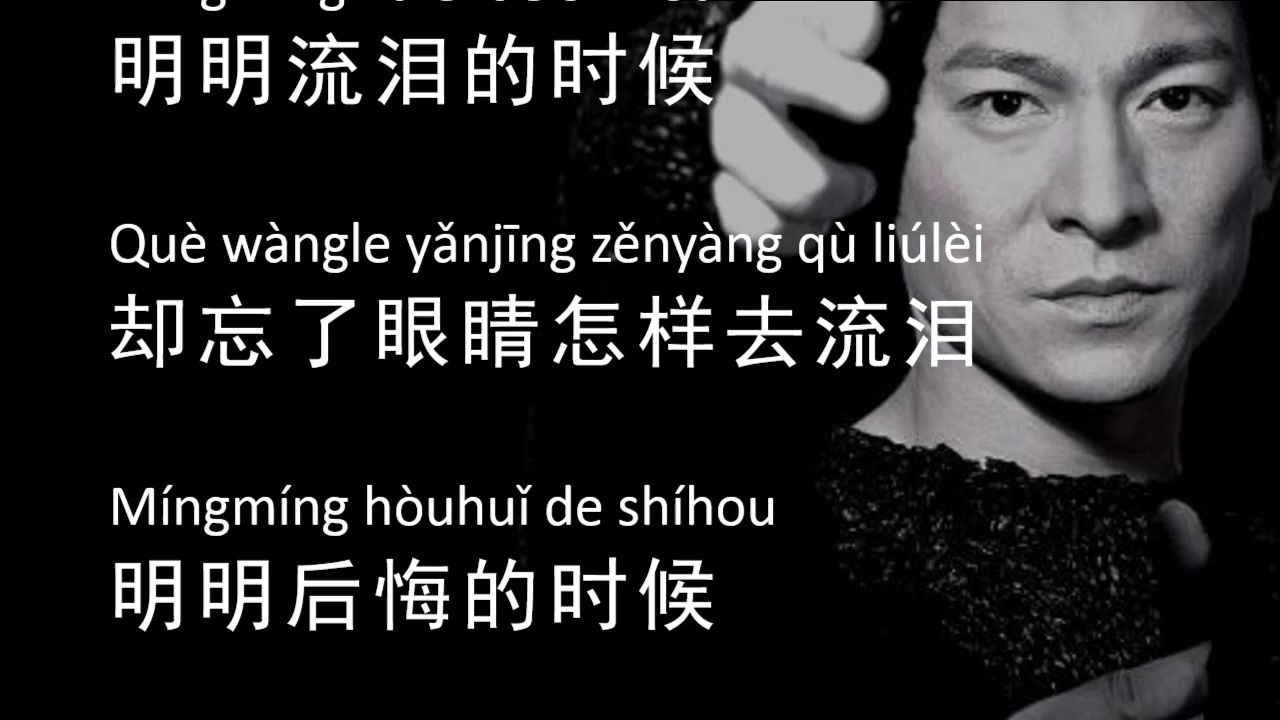 明明流泪的时候
Què wàngle yǎnjīng zěnyàng qù liúlèi
却忘了眼睛怎样去流泪
Míngmíng hòuhuǐ de shíhou
明明后悔的时候